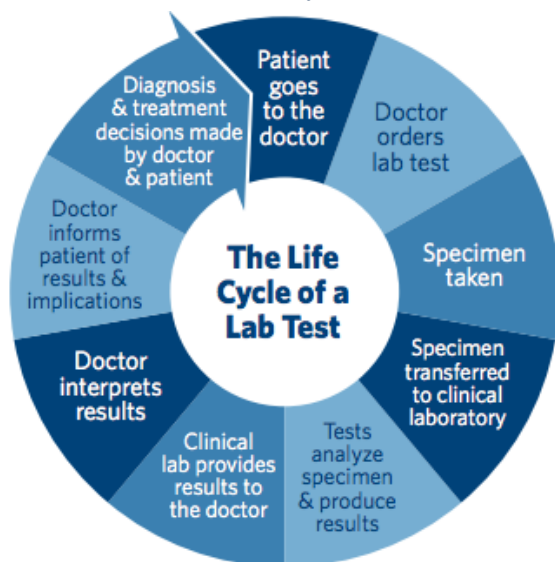 The Life
Cycle of a
Lab Test
Patient
goes
to the
doctor
Doctor
orders
lab test
Specimen
taken
Specimen
transferred
to clinical
laboratory
Tests
analyze
specimen
& produce
results
Clinical
lab provides
results to
the doctor
Doctor
interprets
results
Doctor
informs
patient of
results &
implications
Diagnosis
& treatment
decisions made
by doctor
& patient